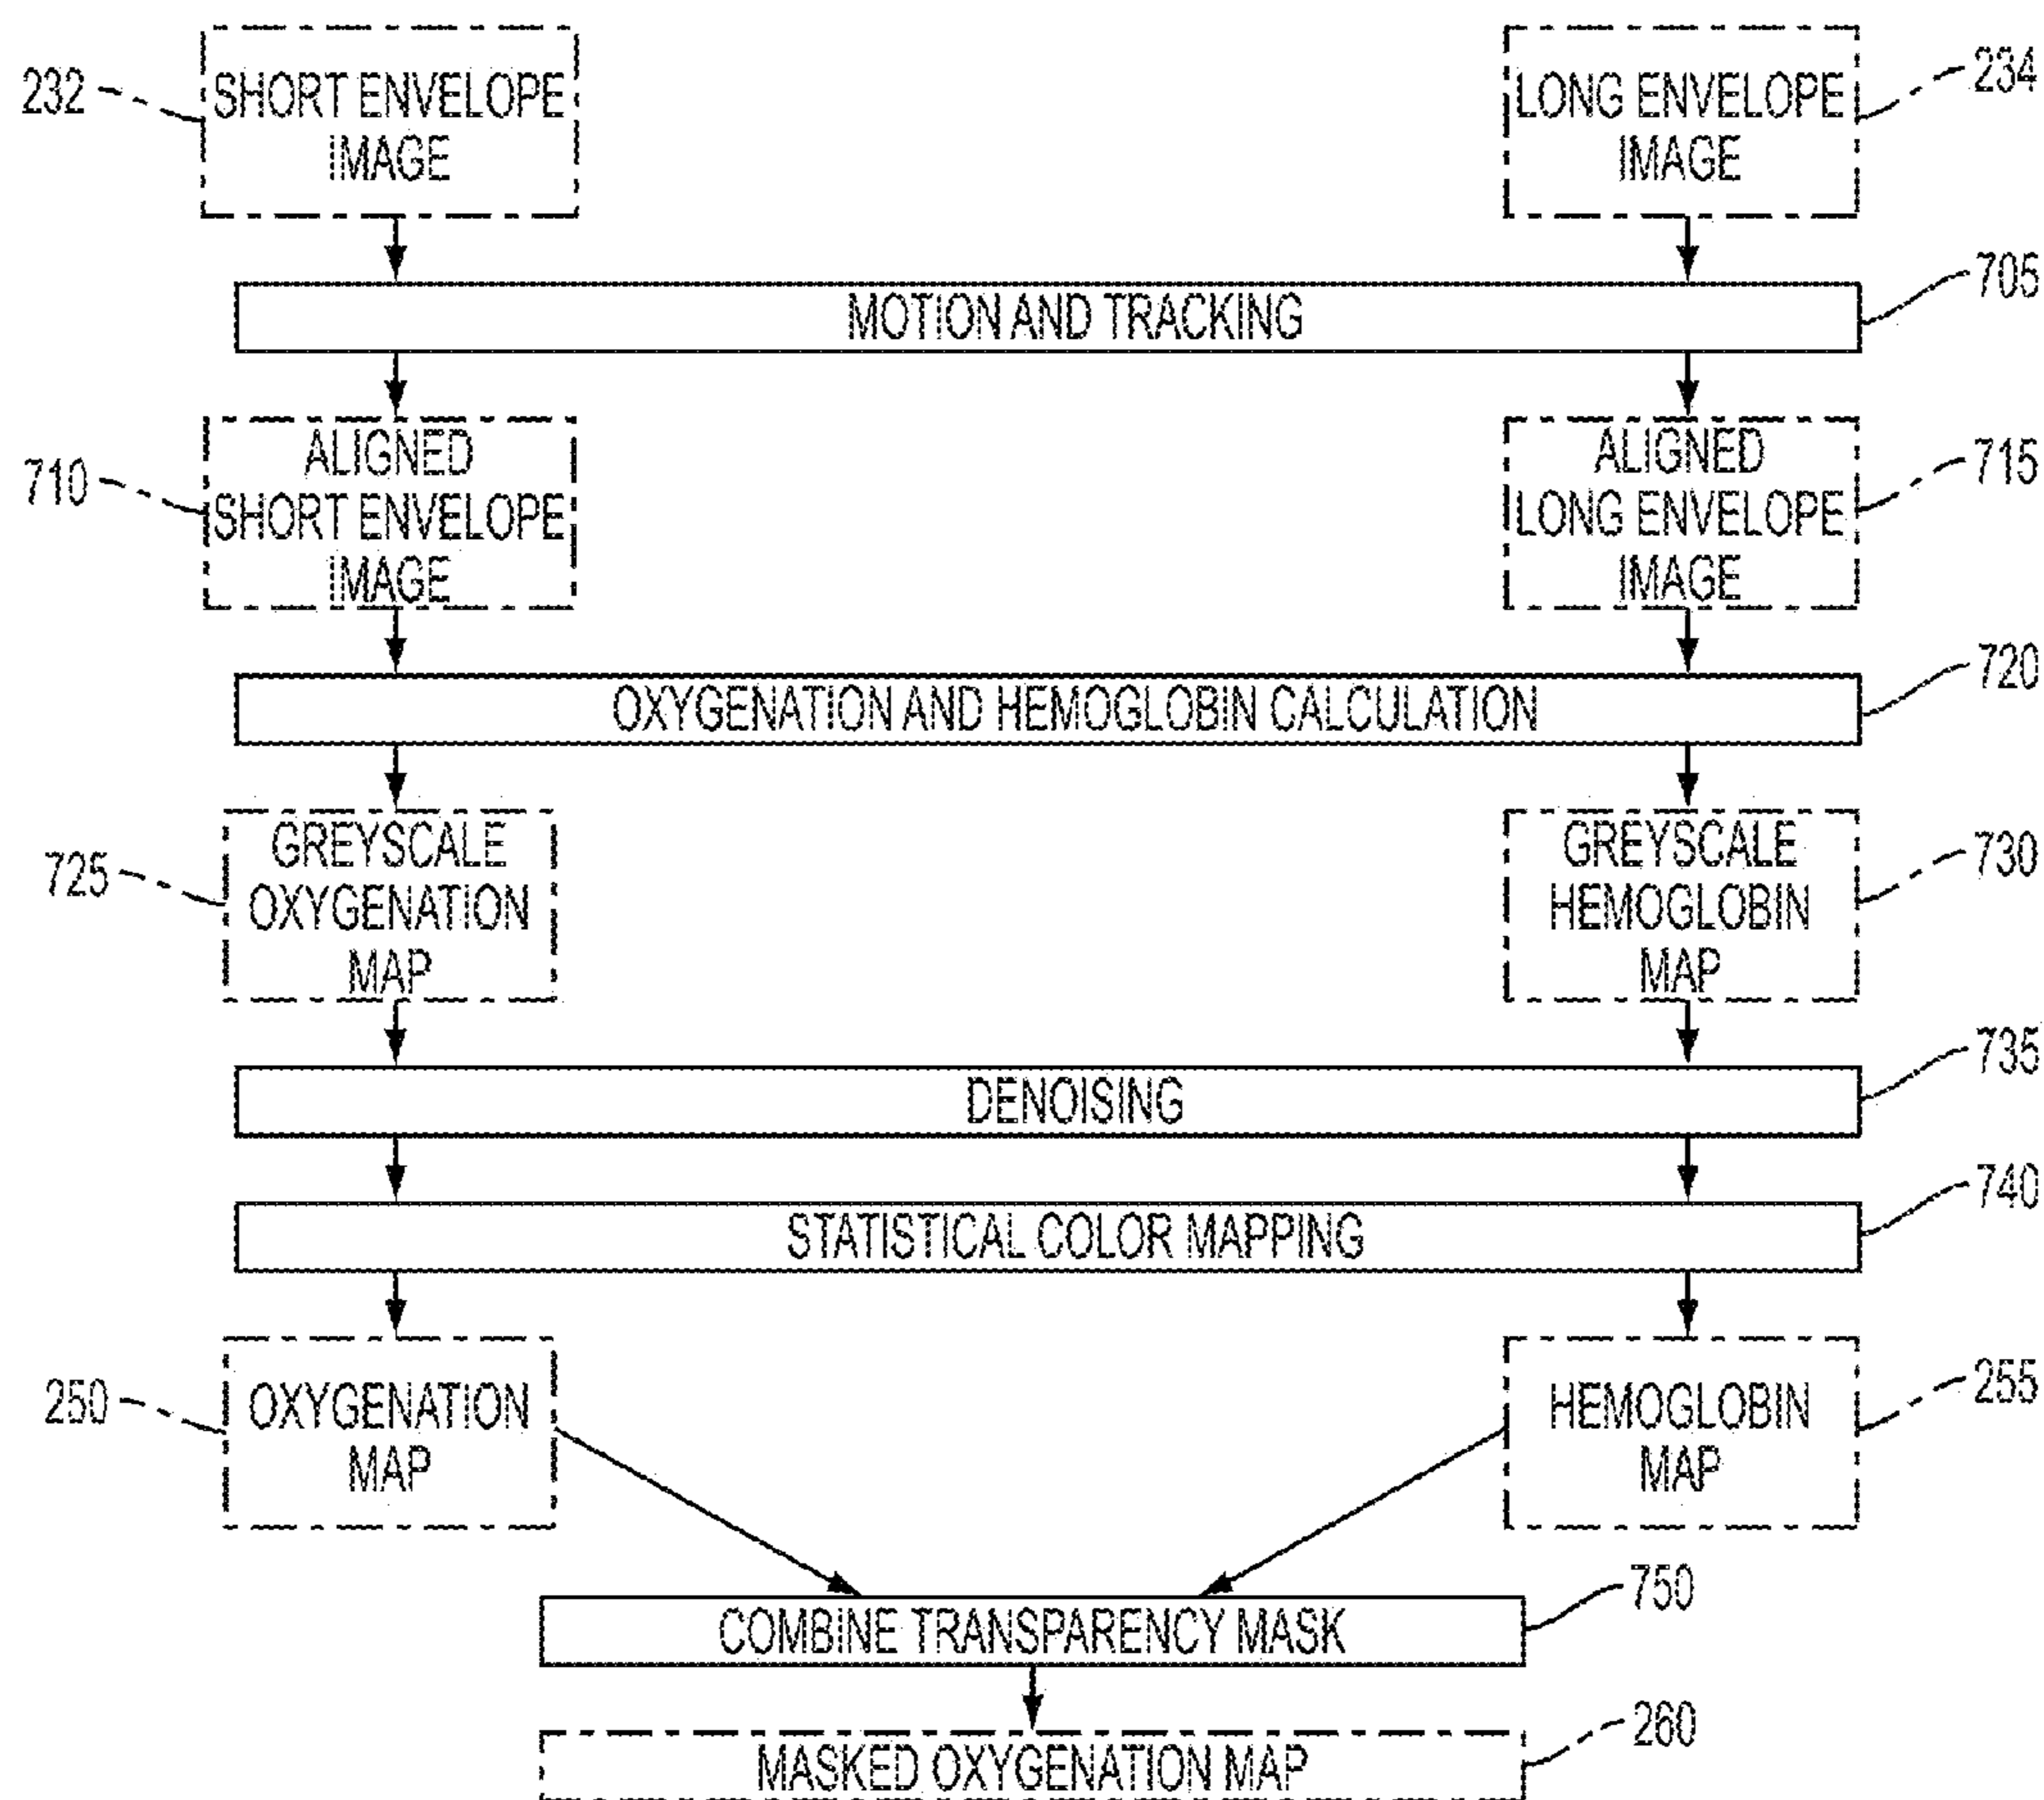 232
SHORT ENVELOPE
IMAGE
LONG ENVELOPE
IMAGE
234
MOTION AND TRACKING
705
710
ALIGNED
SHORT ENVELOPE
IMAGE
ALIGNED
LONG ENVELOPE
IMAGE
715
OXYGENATION AND HEMOGLOBIN CALCULATION
720
725
GREYSCALE
OXYGENATION
MAP
GREYSCALE
HEMOGLOBIN
MAP
730
DENOISING
735
STATISTICAL COLOR MAPPING
740
250
OXYGENATION
MAP
HEMOGLOBIN
MAP
255
COMBINE TRANSPARENCY MASK
750
MASKED OXYGENATION MAP
260